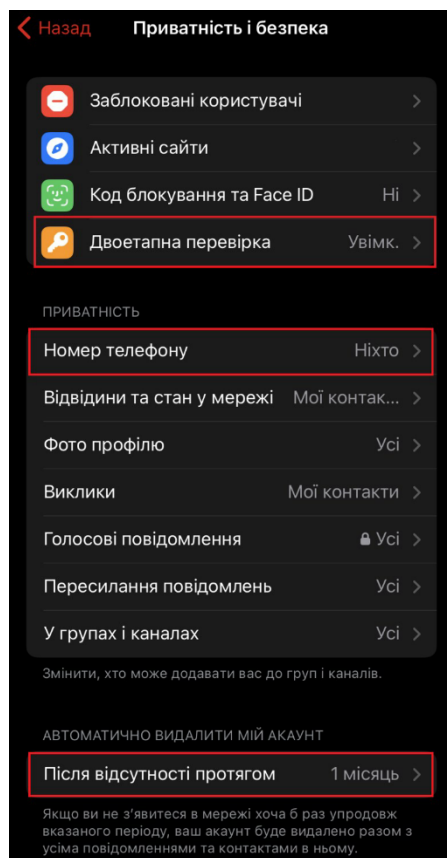 Назад Приватність і безпека
Заблоковані користувачі
Активні сайти
Код блокування та Face ID Ні
Двоетапна перевірка Увімк.
ПРИВАТНІСТЬ
Номер телефону Ніхто
Відвідини та стан у мережі Мої контак...
Фото профілю Усі
Виклики Мої контакти
Голосові повідомлення Усі
Пересилання повідомлень Усі
У групах і каналах Усі
Змінити, хто може додавати вас до груп і каналів.
АВТОМАТИЧНО ВИДАЛИТИ МІЙ АКАУНТ
Після відсутності протягом 1 місяць
Якщо ви не з’явитеся в мережі хоча б раз упродовж
вказаного періоду, ваш акаунт буде видалено разом з
усіма повідомленнями та контактами в ньому.